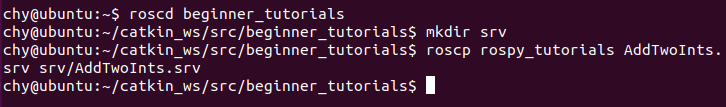 chy@ubuntu:~$ roscd beginner_tutorials
chy@ubuntu:~/catkin_ws/src/beginner_tutorials$ mkdir srv
chy@ubuntu:~/catkin_ws/src/beginner_tutorials$ roscp rospy_tutorials AddTwoInts.
srv srv/AddTwoInts.srv
chy@ubuntu:~/catkin_ws/src/beginner_tutorials$